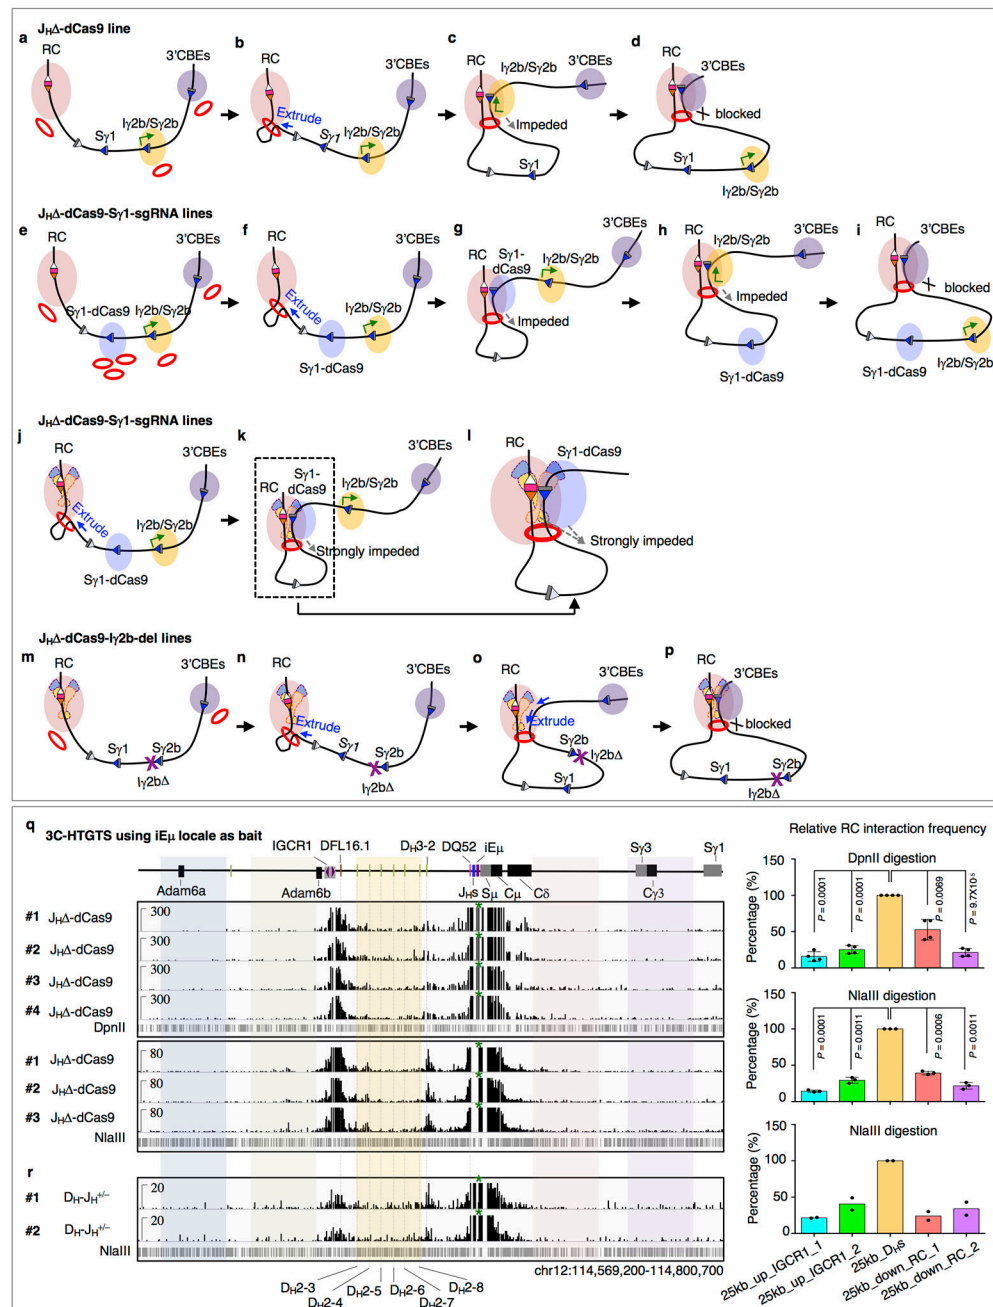 JHΔ-dCas9 line
a b c d
RC 3'CBEs Sγ1 Iγ2b/Sγ2b
RC Extrude Sγ1 Iγ2b/Sγ2b 3'CBEs
RC Iγ2b/Sγ2b 3'CBEs Impeded Sγ1
RC 3'CBEs blocked Sγ1 Iγ2b/Sγ2b
JHΔ-dCas9-Sγ1-sgRNA lines
e f g h i
RC 3'CBEs Sγ1-dCas9 Iγ2b/Sγ2b
RC 3'CBEs Extrude Iγ2b/Sγ2b Sγ1-dCas9
RC Sγ1-dCas9 Iγ2b/Sγ2b 3'CBEs Impeded
RC Iγ2b/Sγ2b 3'CBEs Impeded Sγ1-dCas9
RC 3'CBEs blocked Sγ1-dCas9 Iγ2b/Sγ2b
JHΔ-dCas9-Sγ1-sgRNA lines
j k l
RC 3'CBEs Extrude Iγ2b/Sγ2b Sγ1-dCas9
RC Sγ1-dCas9 Iγ2b/Sγ2b 3'CBEs Strongly impeded
RC Sγ1-dCas9 Strongly impeded
JHΔ-dCas9-Iγ2b-del lines
m n o p
RC 3'CBEs Sγ1 Sγ2b Iγ2bΔ
RC 3'CBEs Extrude Sγ1 Sγ2b Iγ2bΔ
RC 3'CBEs Extrude Sγ2b Iγ2bΔ Sγ1
RC 3'CBEs blocked Sγ1 Sγ2b Iγ2bΔ
q
3C-HTGTS using iEμ locale as bait
IGCR1 DFL16.1 DH3-2 DQ52 iEμ Sγ3 Sγ1
Adam6a Adam6b JHs Sμ Cμ Cδ Cγ3
#1 JHΔ-dCas9 300
#2 JHΔ-dCas9 300
#3 JHΔ-dCas9 300
#4 JHΔ-dCas9 300
DpnII
#1 JHΔ-dCas9 80
#2 JHΔ-dCas9 80
#3 JHΔ-dCas9 80
NlaIII
r
#1 DH-JH+/− 20
#2 DH-JH+/− 20
NlaIII
chr12:114,569,200-114,800,700
DH2-3 DH2-4 DH2-5 DH2-6 DH2-7 DH2-8
Relative RC interaction frequency
DpnII digestion
Percentage (%)
150 100 50 0
P = 0.0001 P = 0.0001 P = 0.0069 P = 9.7X10-5
NlaIII digestion
Percentage (%)
150 100 50 0
P = 0.0001 P = 0.0011 P = 0.0006 P = 0.0011
NlaIII digestion
Percentage (%)
150 100 50 0
25kb_up_IGCR1_1
25kb_up_IGCR1_2
25kb_DHs
25kb_down_RC_1
25kb_down_RC_2